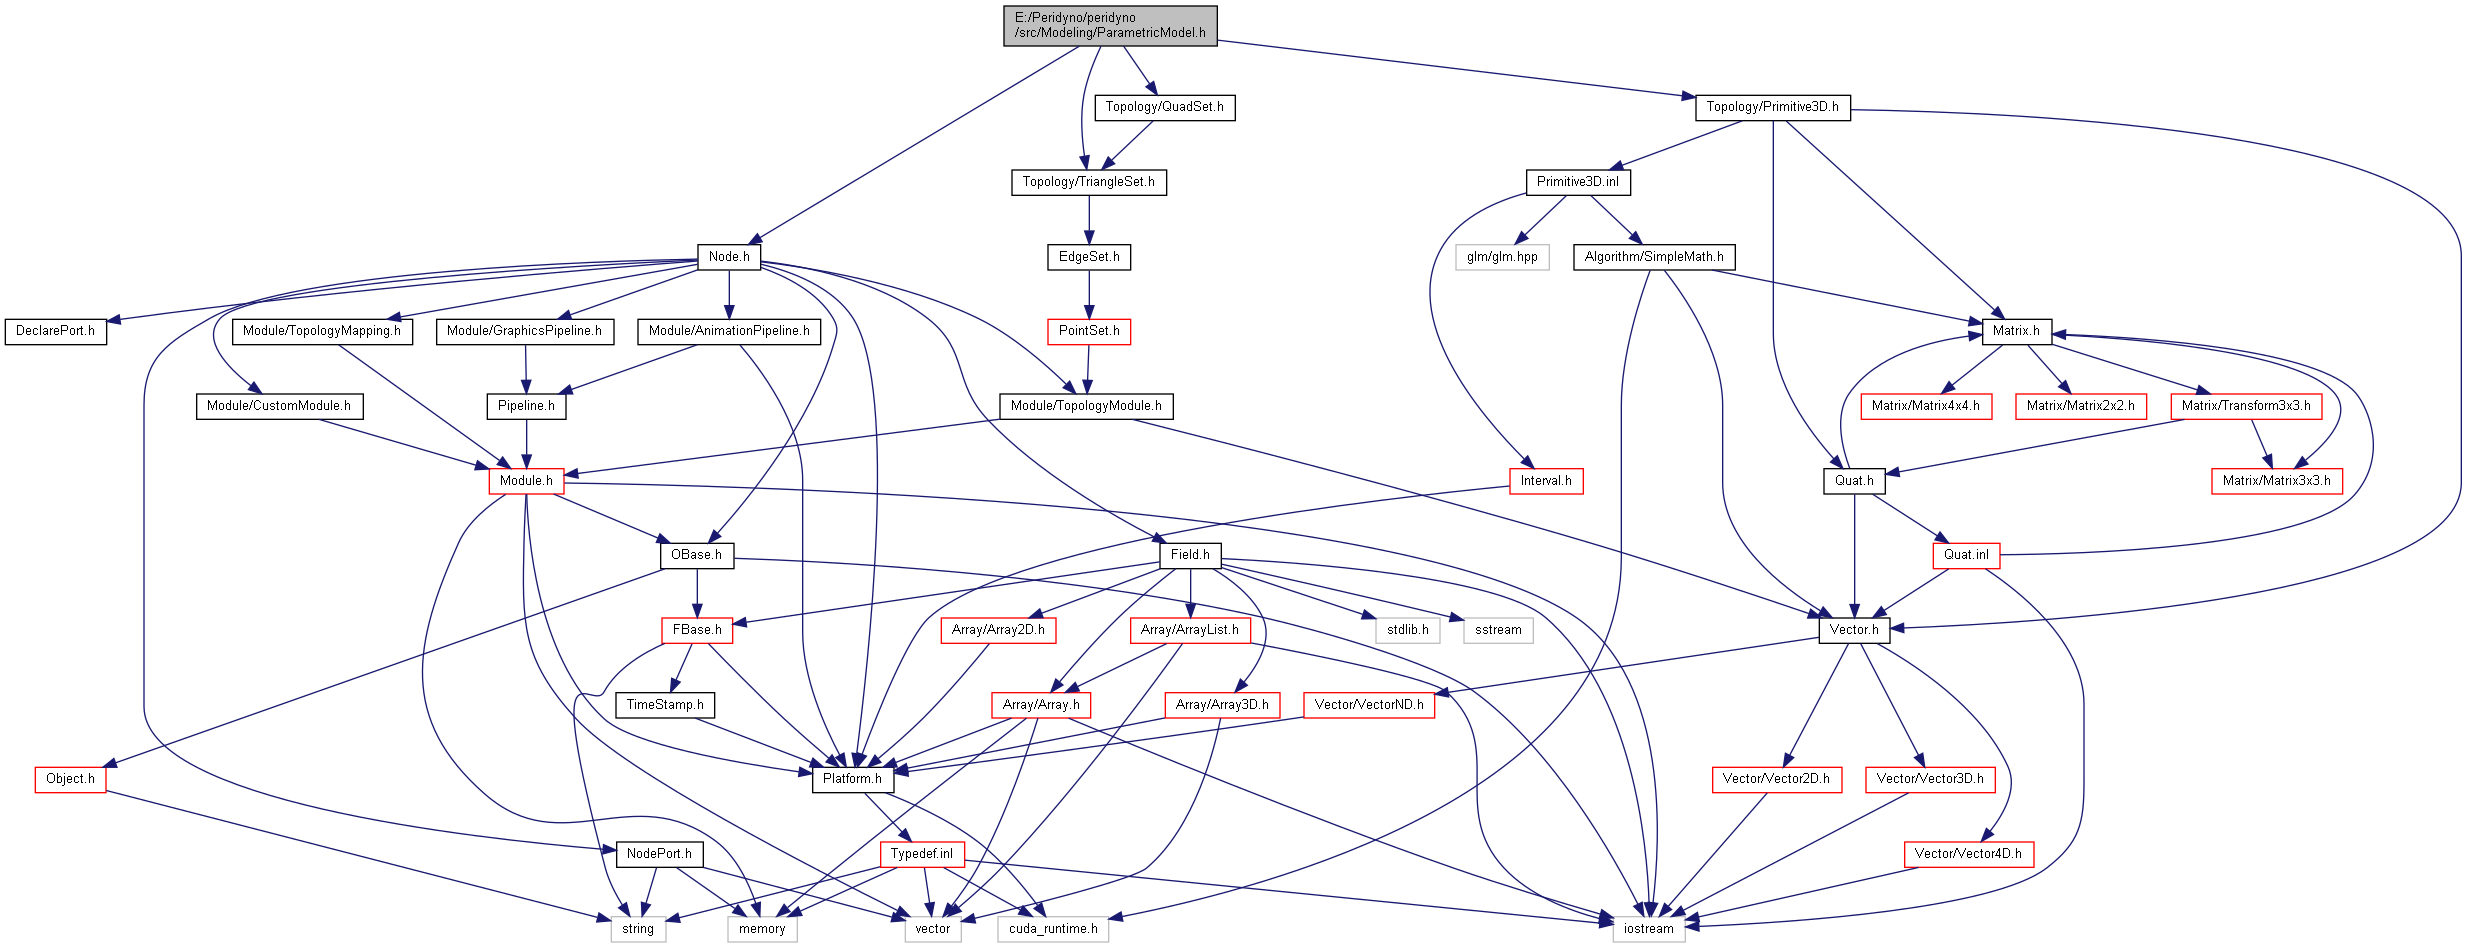 E:/Peridyno/peridyno
/src/Modeling/ParametricModel.h
Topology/QuadSet.h
Topology/Primitive3D.h
Topology/TriangleSet.h
Primitive3D.inl
Node.h
EdgeSet.h
glm/glm.hpp
Algorithm/SimpleMath.h
DeclarePort.h
Module/TopologyMapping.h
Module/GraphicsPipeline.h
Module/AnimationPipeline.h
PointSet.h
Matrix.h
Module/CustomModule.h
Pipeline.h
Module/TopologyModule.h
Matrix/Matrix4x4.h
Matrix/Matrix2x2.h
Matrix/Transform3x3.h
Module.h
Interval.h
Quat.h
Matrix/Matrix3x3.h
OBase.h
Field.h
Quat.inl
FBase.h
Array/Array2D.h
Array/ArrayList.h
stdlib.h
sstream
Vector.h
TimeStamp.h
Array/Array.h
Array/Array3D.h
Vector/VectorND.h
Object.h
Platform.h
Vector/Vector2D.h
Vector/Vector3D.h
NodePort.h
Typedef.inl
Vector/Vector4D.h
string
memory
vector
cuda_runtime.h
iostream